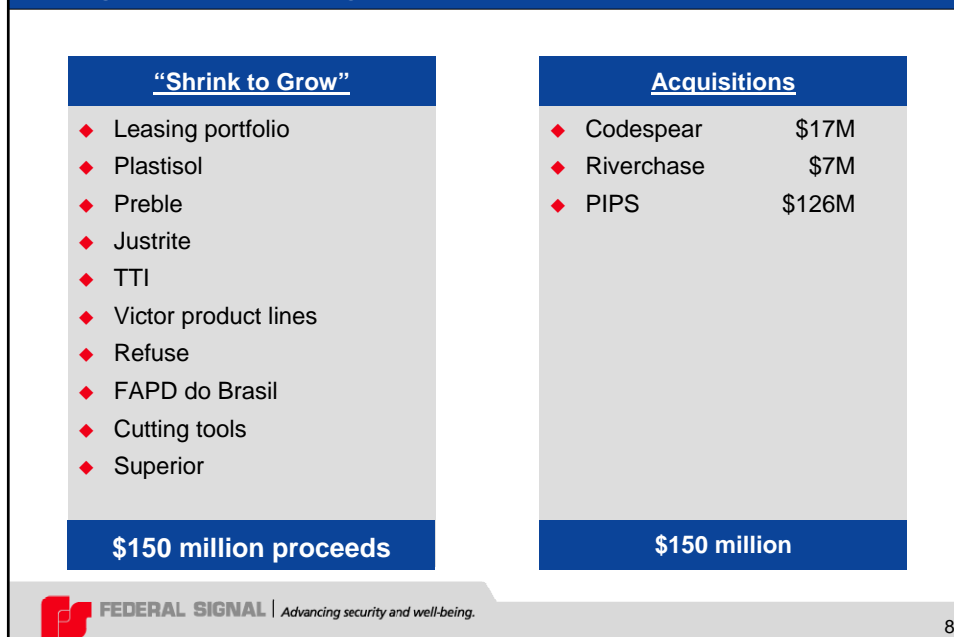 “Shrink to Grow”
Leasing portfolio
Plastisol
Preble
Justrite
TTI
Victor product lines
Refuse
FAPD do Brasil
Cutting tools
Superior
$150 million proceeds
Acquisitions
Codespear $17M
Riverchase $7M
PIPS $126M
$150 million
FEDERAL SIGNAL Advancing security and well-being.
8